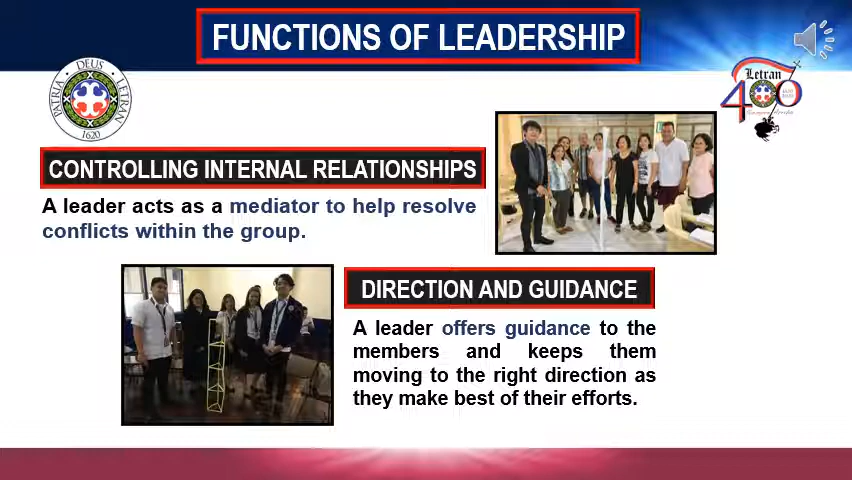 FUNCTIONS OF LEADERSHIP
PATRIA DEUS LETRAN
1620
Letran
400
CONTROLLING INTERNAL RELATIONSHIPS
A leader acts as a mediator to help resolve
conflicts within the group.
DIRECTION AND GUIDANCE
A leader offers guidance to the
members and keeps them
moving to the right direction as
they make best of their efforts.